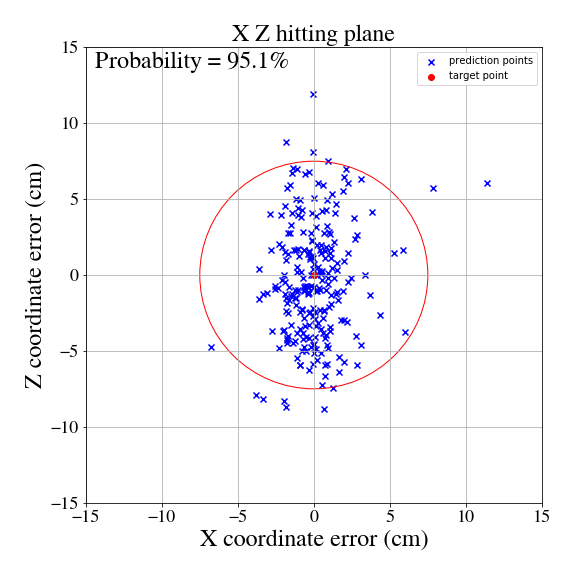 X Z hitting plane
Probability = 95.1%
prediction points
target point
15
10
5
0
−5
−10
−15
Z coordinate error (cm)
−15 −10 −5 0 5 10 15
X coordinate error (cm)